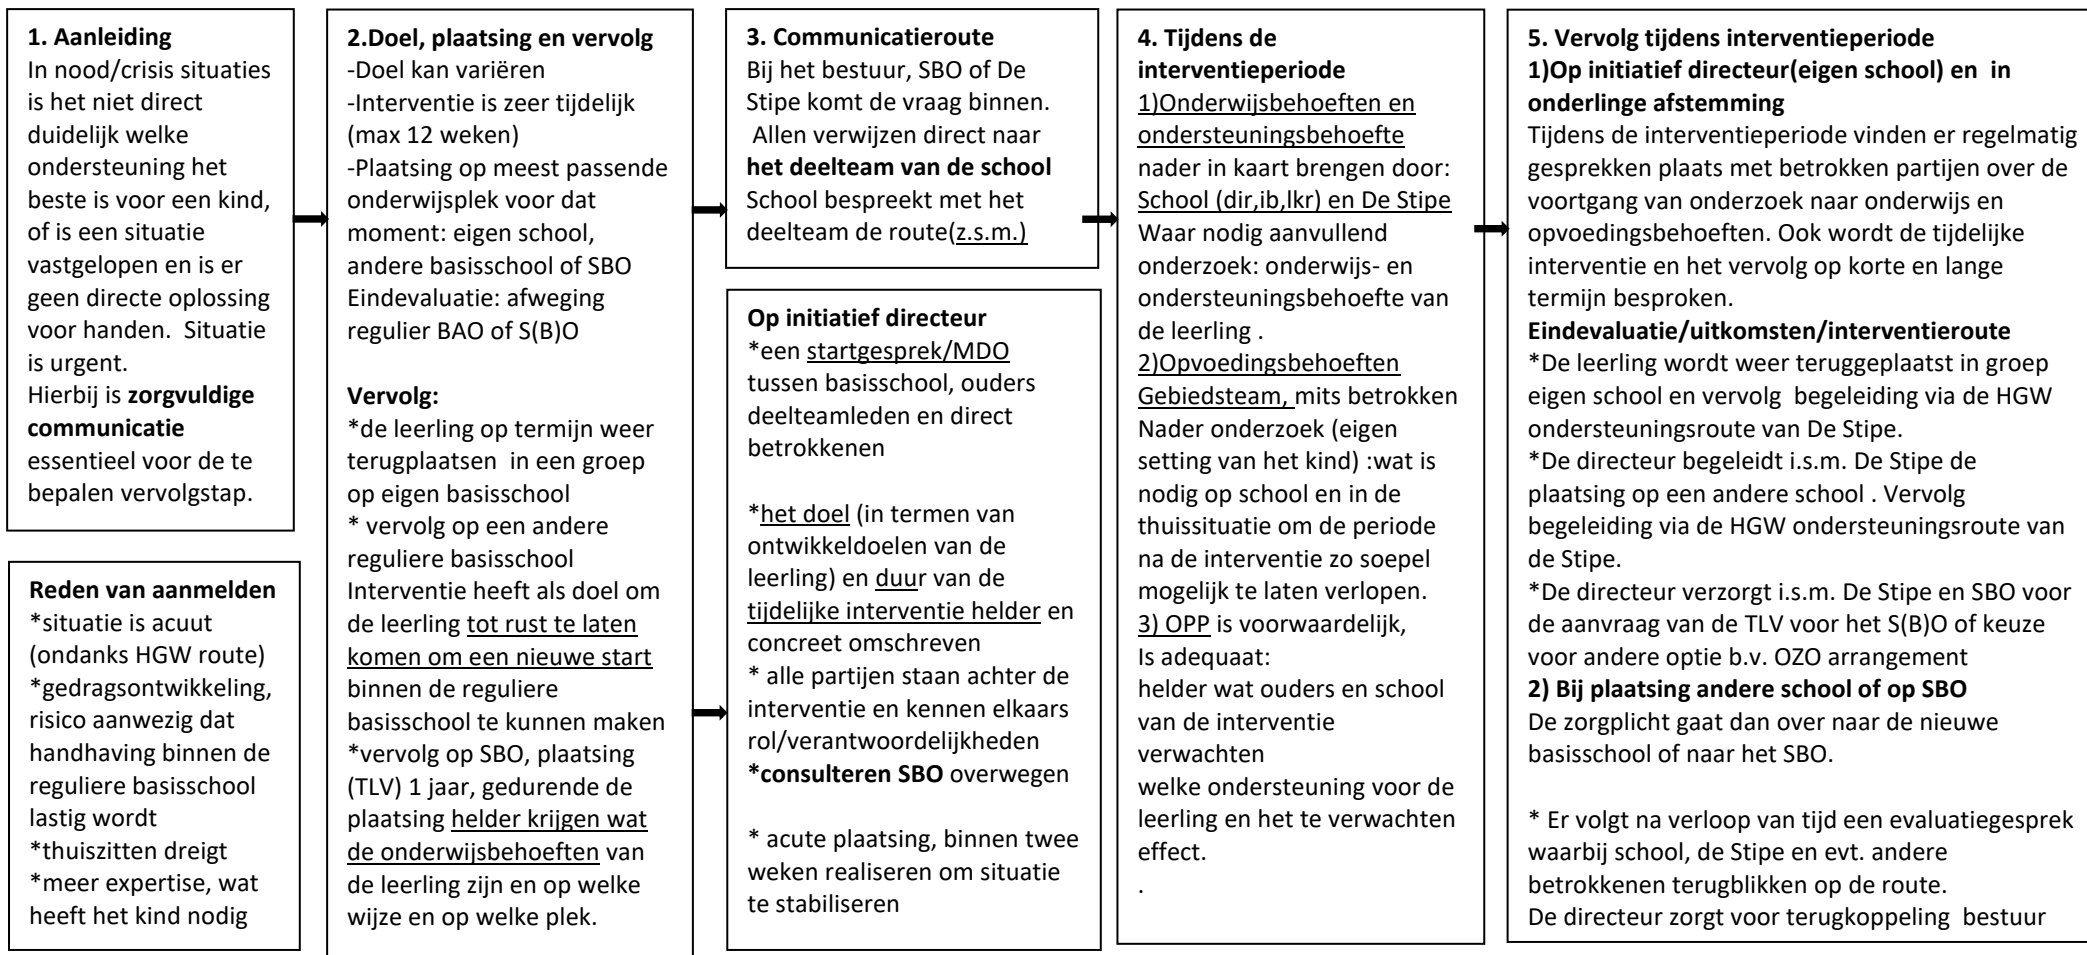 1. Aanleiding
In nood/crisis situaties
is het niet direct
duidelijk welke
ondersteuning het
beste is voor een kind,
of is een situatie
vastgelopen en is er
geen directe oplossing
voor handen.  Situatie
is urgent.
Hierbij is zorgvuldige
communicatie
essentieel voor de te
bepalen vervolgstap.
Reden van aanmelden
*situatie is acuut
(ondanks HGW route)
*gedragsontwikkeling,
risico aanwezig dat
handhaving binnen de
reguliere basisschool
lastig wordt
*thuiszitten dreigt
*meer expertise, wat
heeft het kind nodig
2.Doel, plaatsing en vervolg
-Doel kan variëren
-Interventie is zeer tijdelijk
(max 12 weken)
-Plaatsing op meest passende
onderwijsplek voor dat
moment: eigen school,
andere basisschool of SBO
Eindevaluatie: afweging
regulier BAO of S(B)O
Vervolg:
*de leerling op termijn weer
terugplaatsen  in een groep
op eigen basisschool
* vervolg op een andere
reguliere basisschool
Interventie heeft als doel om
de leerling tot rust te laten
komen om een nieuwe start
binnen de reguliere
basisschool te kunnen maken
*vervolg op SBO, plaatsing
(TLV) 1 jaar, gedurende de
plaatsing helder krijgen wat
de onderwijsbehoeften van
de leerling zijn en op welke
wijze en op welke plek.
3. Communicatieroute
Bij het bestuur, SBO of De
Stipe komt de vraag binnen.
Allen verwijzen direct naar
het deelteam van de school
School bespreekt met het
deelteam de route(z.s.m.)
Op initiatief directeur
*een startgesprek/MDO
tussen basisschool, ouders
deelteamleden en direct
betrokkenen
*het doel (in termen van
ontwikkeldoelen van de
leerling) en duur van de
tijdelijke interventie helder en
concreet omschreven
* alle partijen staan achter de
interventie en kennen elkaars
rol/verantwoordelijkheden
*consulteren SBO overwegen
* acute plaatsing, binnen twee
weken realiseren om situatie
te stabiliseren
4. Tijdens de
interventieperiode
1)Onderwijsbehoeften en
ondersteuningsbehoefte
nader in kaart brengen door:
School (dir,ib,lkr) en De Stipe
Waar nodig aanvullend
onderzoek: onderwijs- en
ondersteuningsbehoefte van
de leerling .
2)Opvoedingsbehoeften
Gebiedsteam, mits betrokken
Nader onderzoek (eigen
setting van het kind) :wat is
nodig op school en in de
thuissituatie om de periode
na de interventie zo soepel
mogelijk te laten verlopen.
3) OPP is voorwaardelijk,
Is adequaat:
helder wat ouders en school
van de interventie
verwachten
welke ondersteuning voor de
leerling en het te verwachten
effect.
.
5. Vervolg tijdens interventieperiode
1)Op initiatief directeur(eigen school) en  in
onderlinge afstemming
Tijdens de interventieperiode vinden er regelmatig
gesprekken plaats met betrokken partijen over de
voortgang van onderzoek naar onderwijs en
opvoedingsbehoeften. Ook wordt de tijdelijke
interventie en het vervolg op korte en lange
termijn besproken.
Eindevaluatie/uitkomsten/interventieroute
*De leerling wordt weer teruggeplaatst in groep
eigen school en vervolg  begeleiding via de HGW
ondersteuningsroute van De Stipe.
*De directeur begeleidt i.s.m. De Stipe de
plaatsing op een andere school . Vervolg
begeleiding via de HGW ondersteuningsroute van
de Stipe.
*De directeur verzorgt i.s.m. De Stipe en SBO voor
de aanvraag van de TLV voor het S(B)O of keuze
voor andere optie b.v. OZO arrangement
2) Bij plaatsing andere school of op SBO
De zorgplicht gaat dan over naar de nieuwe
basisschool of naar het SBO.
* Er volgt na verloop van tijd een evaluatiegesprek
waarbij school, de Stipe en evt. andere
betrokkenen terugblikken op de route.
De directeur zorgt voor terugkoppeling  bestuur